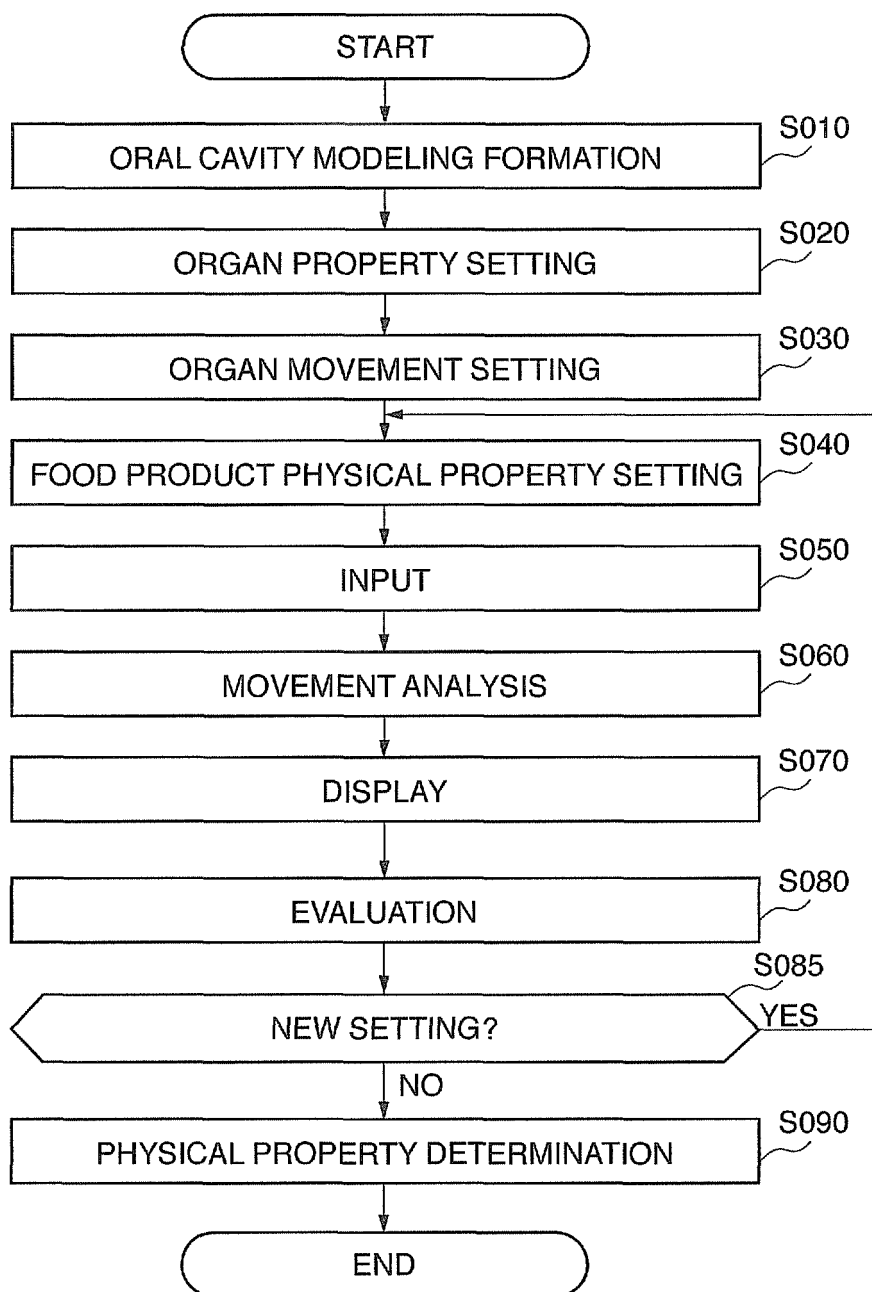 START
S010
ORAL CAVITY MODELING FORMATION
S020
ORGAN PROPERTY SETTING
S030
ORGAN MOVEMENT SETTING
S040
FOOD PRODUCT PHYSICAL PROPERTY SETTING
S050
INPUT
S060
MOVEMENT ANALYSIS
S070
DISPLAY
S080
EVALUATION
S085
NEW SETTING?
YES
NO
S090
PHYSICAL PROPERTY DETERMINATION
END